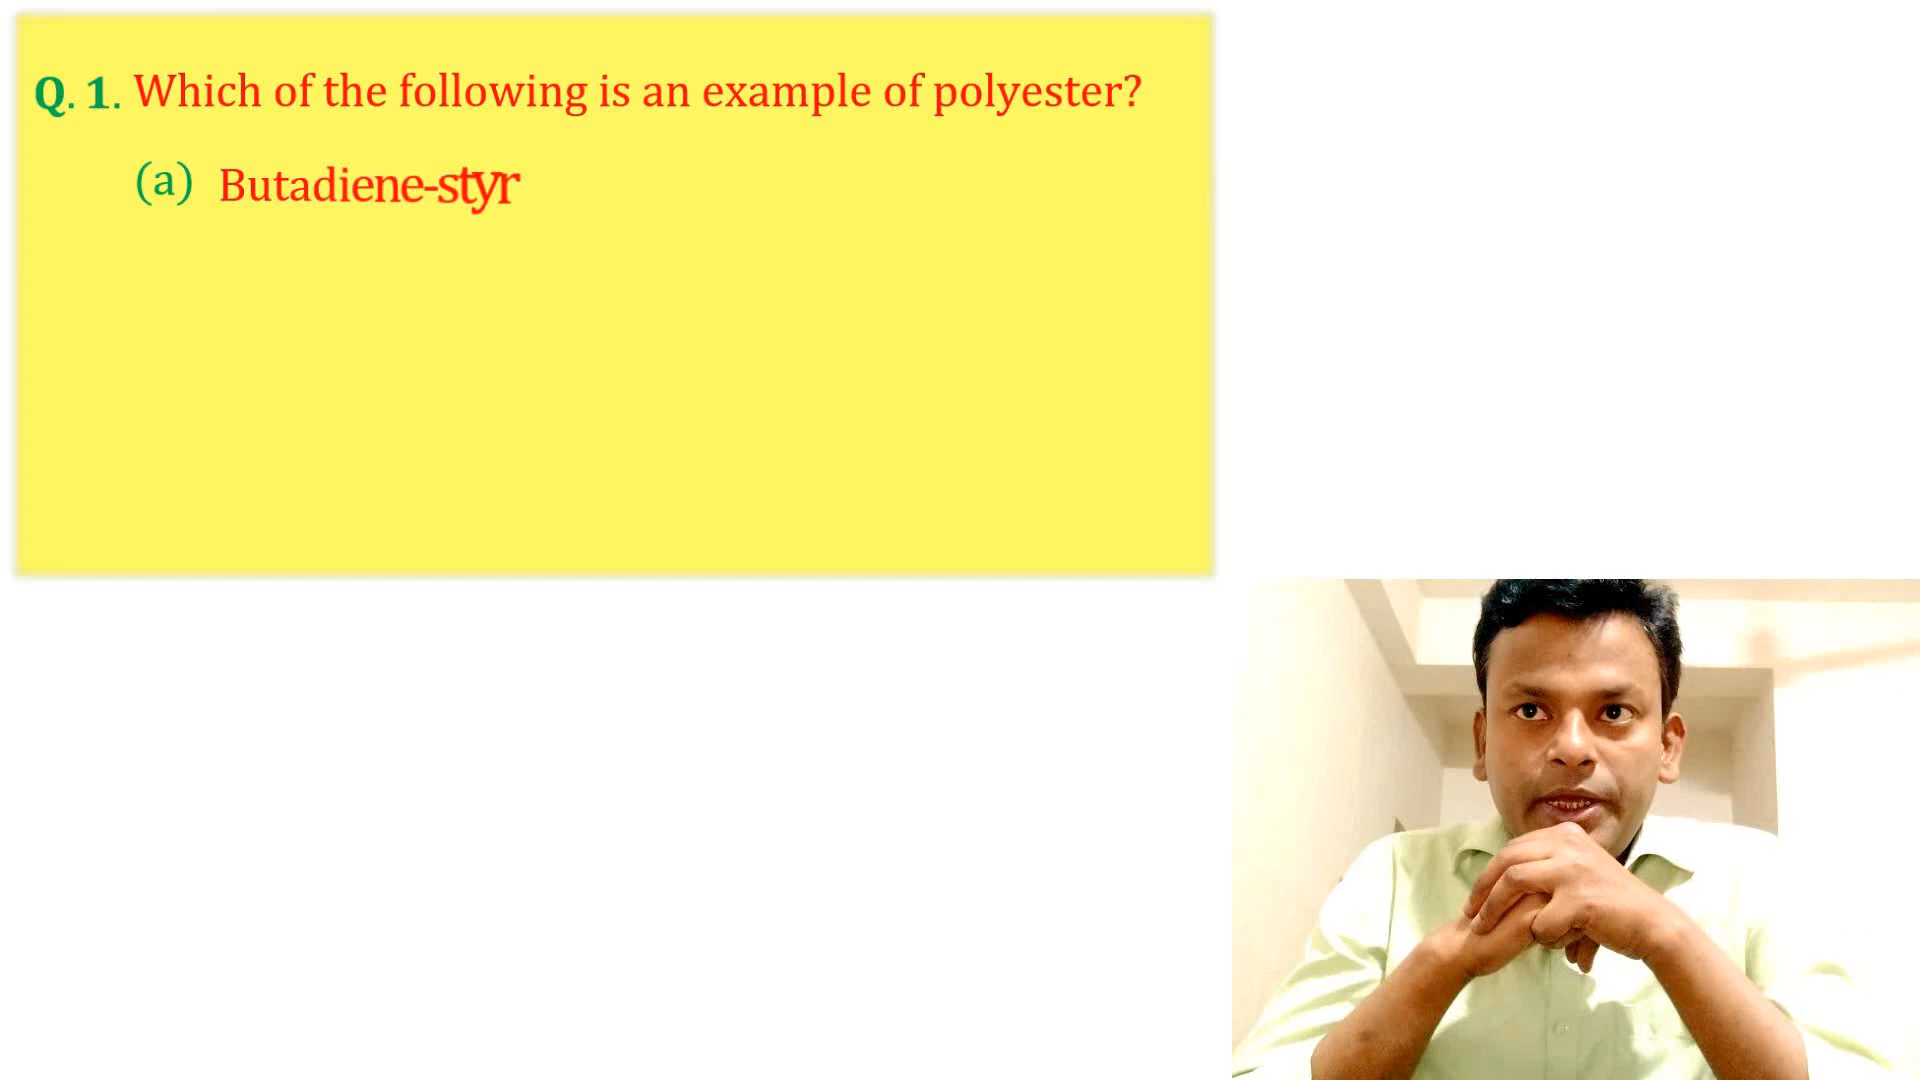 Q. 1. Which of the following is an example of polyester?
(a) Butadiene-styr